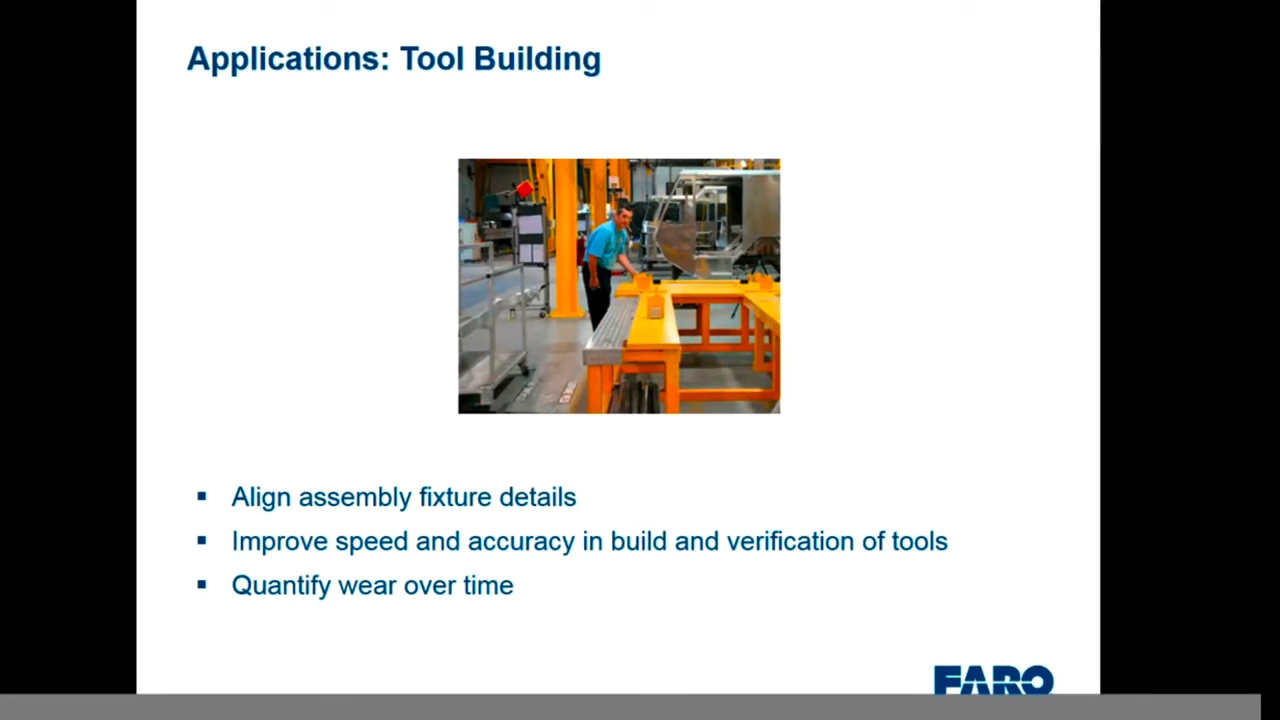 Applications: Tool Building
▪ Align assembly fixture details
▪ Improve speed and accuracy in build and verification of tools
▪ Quantify wear over time
FARO